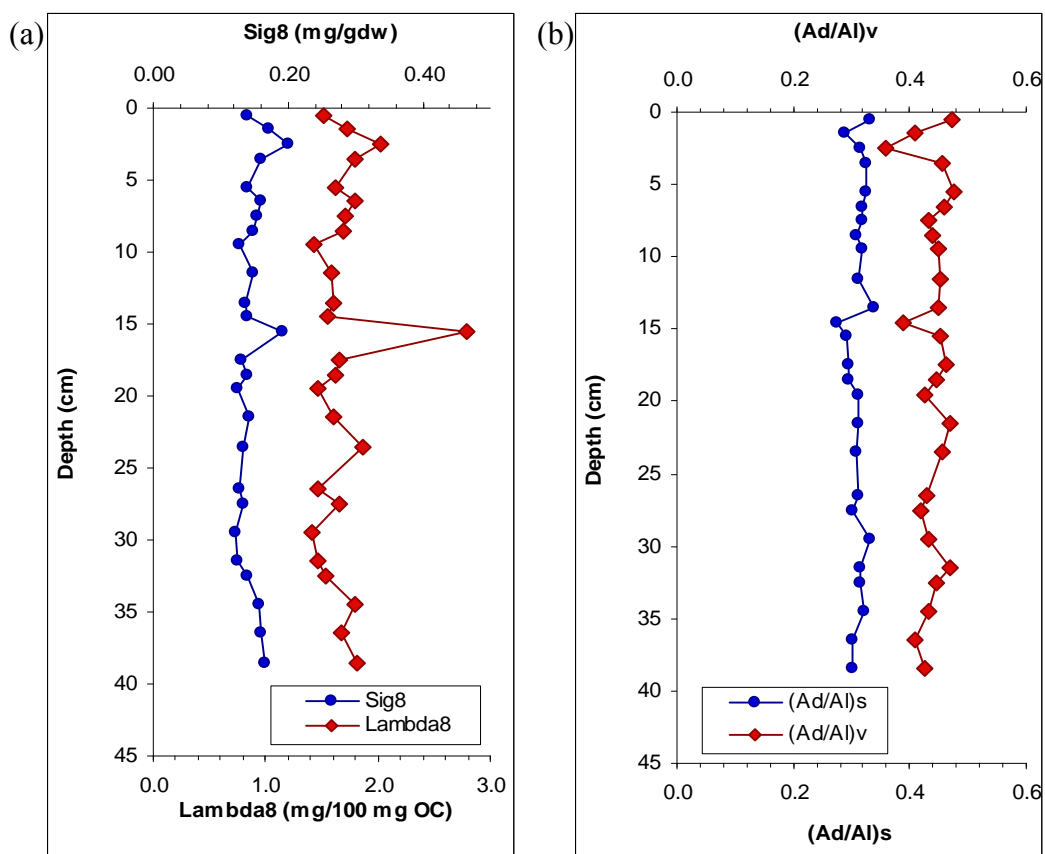 (a)
Sig8 (mg/gdw)
0.00 0.20 0.40
0
5
10
15
20
25
30
35
40
45
Depth (cm)
Sig8
Lambda8
0.0 1.0 2.0 3.0
Lambda8 (mg/100 mg OC)
(b)
(Ad/Al)v
0.0 0.2 0.4 0.6
0
5
10
15
20
25
30
35
40
45
Depth (cm)
(Ad/Al)s
(Ad/Al)v
0.0 0.2 0.4 0.6
(Ad/Al)s